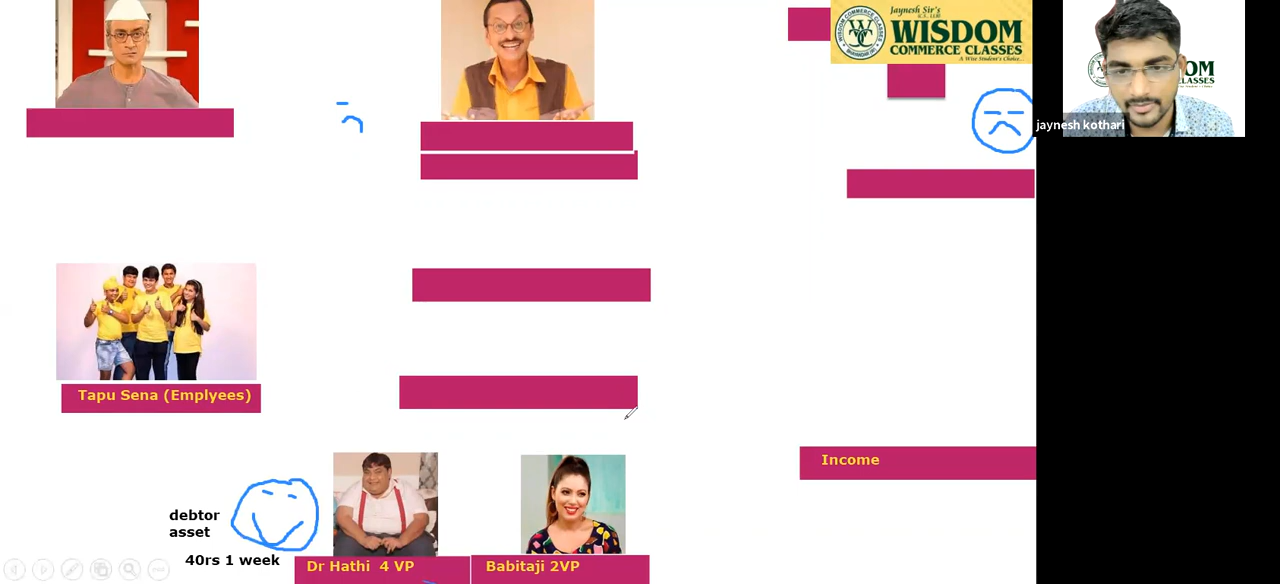 Jaynesh Sir's
WISDOM
COMMERCE CLASSES
A Wise Student's Choice...
jaynesh kothari
Tapu Sena (Emplyees)
Income
debtor
asset
40rs 1 week
Dr Hathi 4 VP
Babitaji 2VP